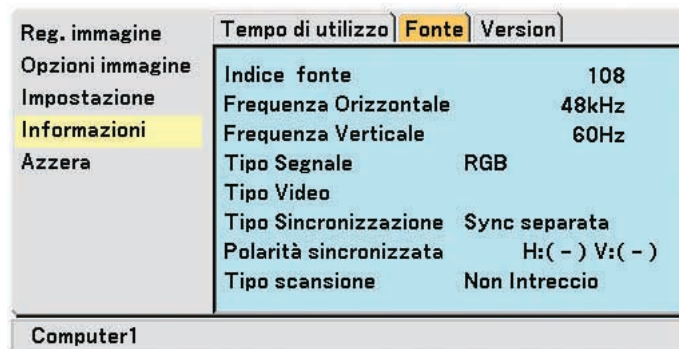 Reg. immagine
Opzioni immagine
Impostazione
Informazioni
Azzera
Tempo di utilizzo Fonte Version
Indice fonte 108
Frequenza Orizzontale 48kHz
Frequenza Verticale 60Hz
Tipo Segnale RGB
Tipo Video
Tipo Sincronizzazione Sync separata
Polarità sincronizzata H:( – ) V:( – )
Tipo scansione Non Intreccio
Computer1